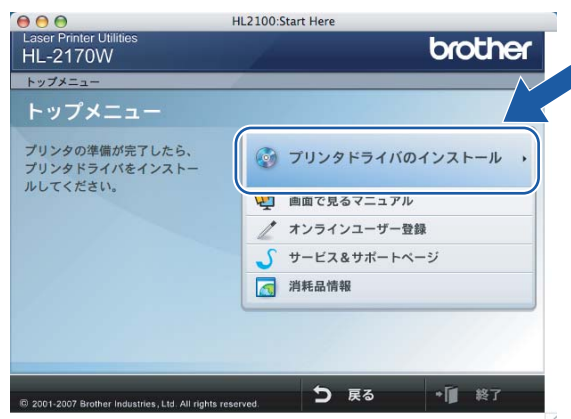 HL2100:Start Here
Laser Printer Utilities
HL-2170W
brother
トップメニュー
トップメニュー
プリンタの準備が完了したら、
プリンタドライバをインストー
ルしてください。
プリンタドライバのインストール
画面で見るマニュアル
オンラインユーザー登録
サービス&サポートページ
消耗品情報
© 2001-2007 Brother Industries, Ltd. All rights reserved.
戻る
終了